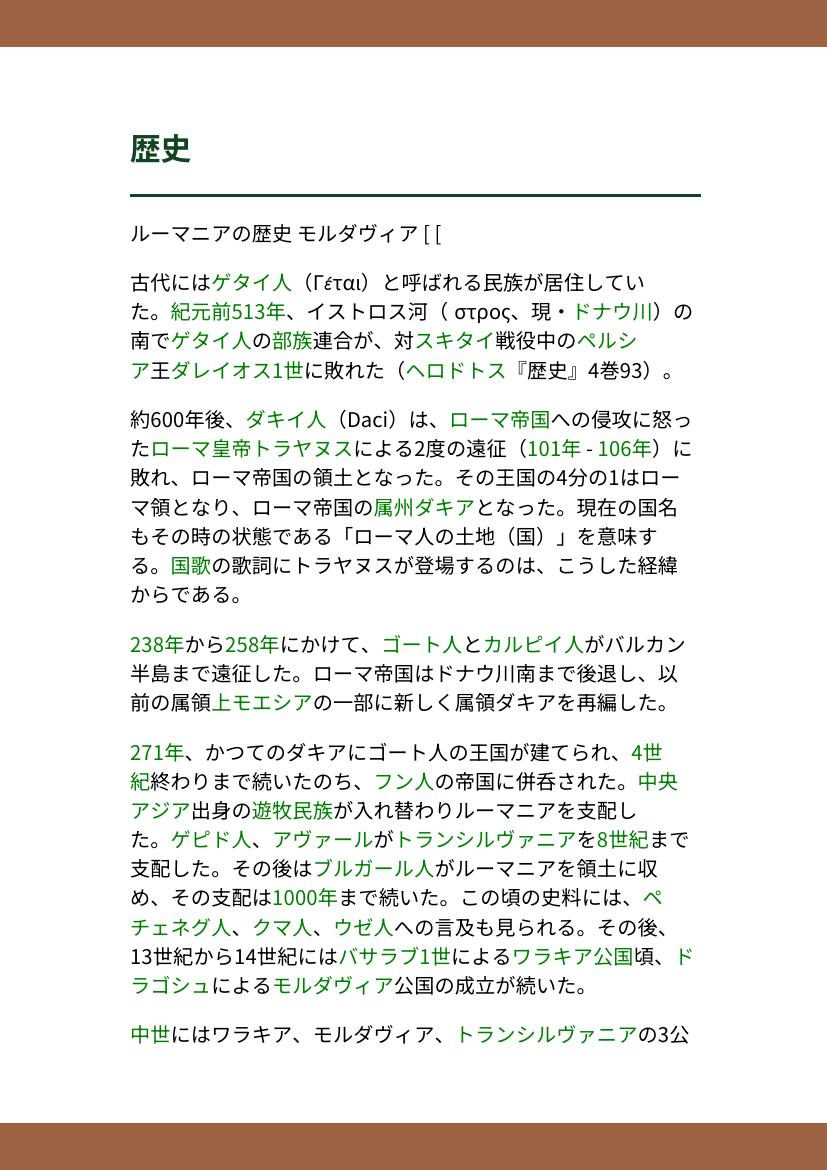 歴史
ルーマニアの歴史 モルダヴィア [ [
古代にはゲタイ人（Γέται）と呼ばれる民族が居住してい
た。紀元前513年、イストロス河（ στρος、現・ドナウ川）の
南でゲタイ人の部族連合が、対スキタイ戦役中のペルシ
ア王ダレイオス1世に敗れた（ヘロドトス『歴史』4巻93）。
約600年後、ダキイ人（Daci）は、ローマ帝国への侵攻に怒っ
たローマ皇帝トラヤヌスによる2度の遠征（101年 - 106年）に
敗れ、ローマ帝国の領土となった。その王国の4分の1はロー
マ領となり、ローマ帝国の属州ダキアとなった。現在の国名
もその時の状態である「ローマ人の土地（国）」を意味す
る。国歌の歌詞にトラヤヌスが登場するのは、こうした経緯
からである。
238年から258年にかけて、ゴート人とカルピイ人がバルカン
半島まで遠征した。ローマ帝国はドナウ川南まで後退し、以
前の属領上モエシアの一部に新しく属領ダキアを再編した。
271年、かつてのダキアにゴート人の王国が建てられ、4世
紀終わりまで続いたのち、フン人の帝国に併呑された。中央
アジア出身の遊牧民族が入れ替わりルーマニアを支配し
た。ゲピド人、アヴァールがトランシルヴァニアを8世紀まで
支配した。その後はブルガール人がルーマニアを領土に収
め、その支配は1000年まで続いた。この頃の史料には、ペ
チェネグ人、クマ人、ウゼ人への言及も見られる。その後、
13世紀から14世紀にはバサラブ1世によるワラキア公国頃、ド
ラゴシュによるモルダヴィア公国の成立が続いた。
中世にはワラキア、モルダヴィア、トランシルヴァニアの3公